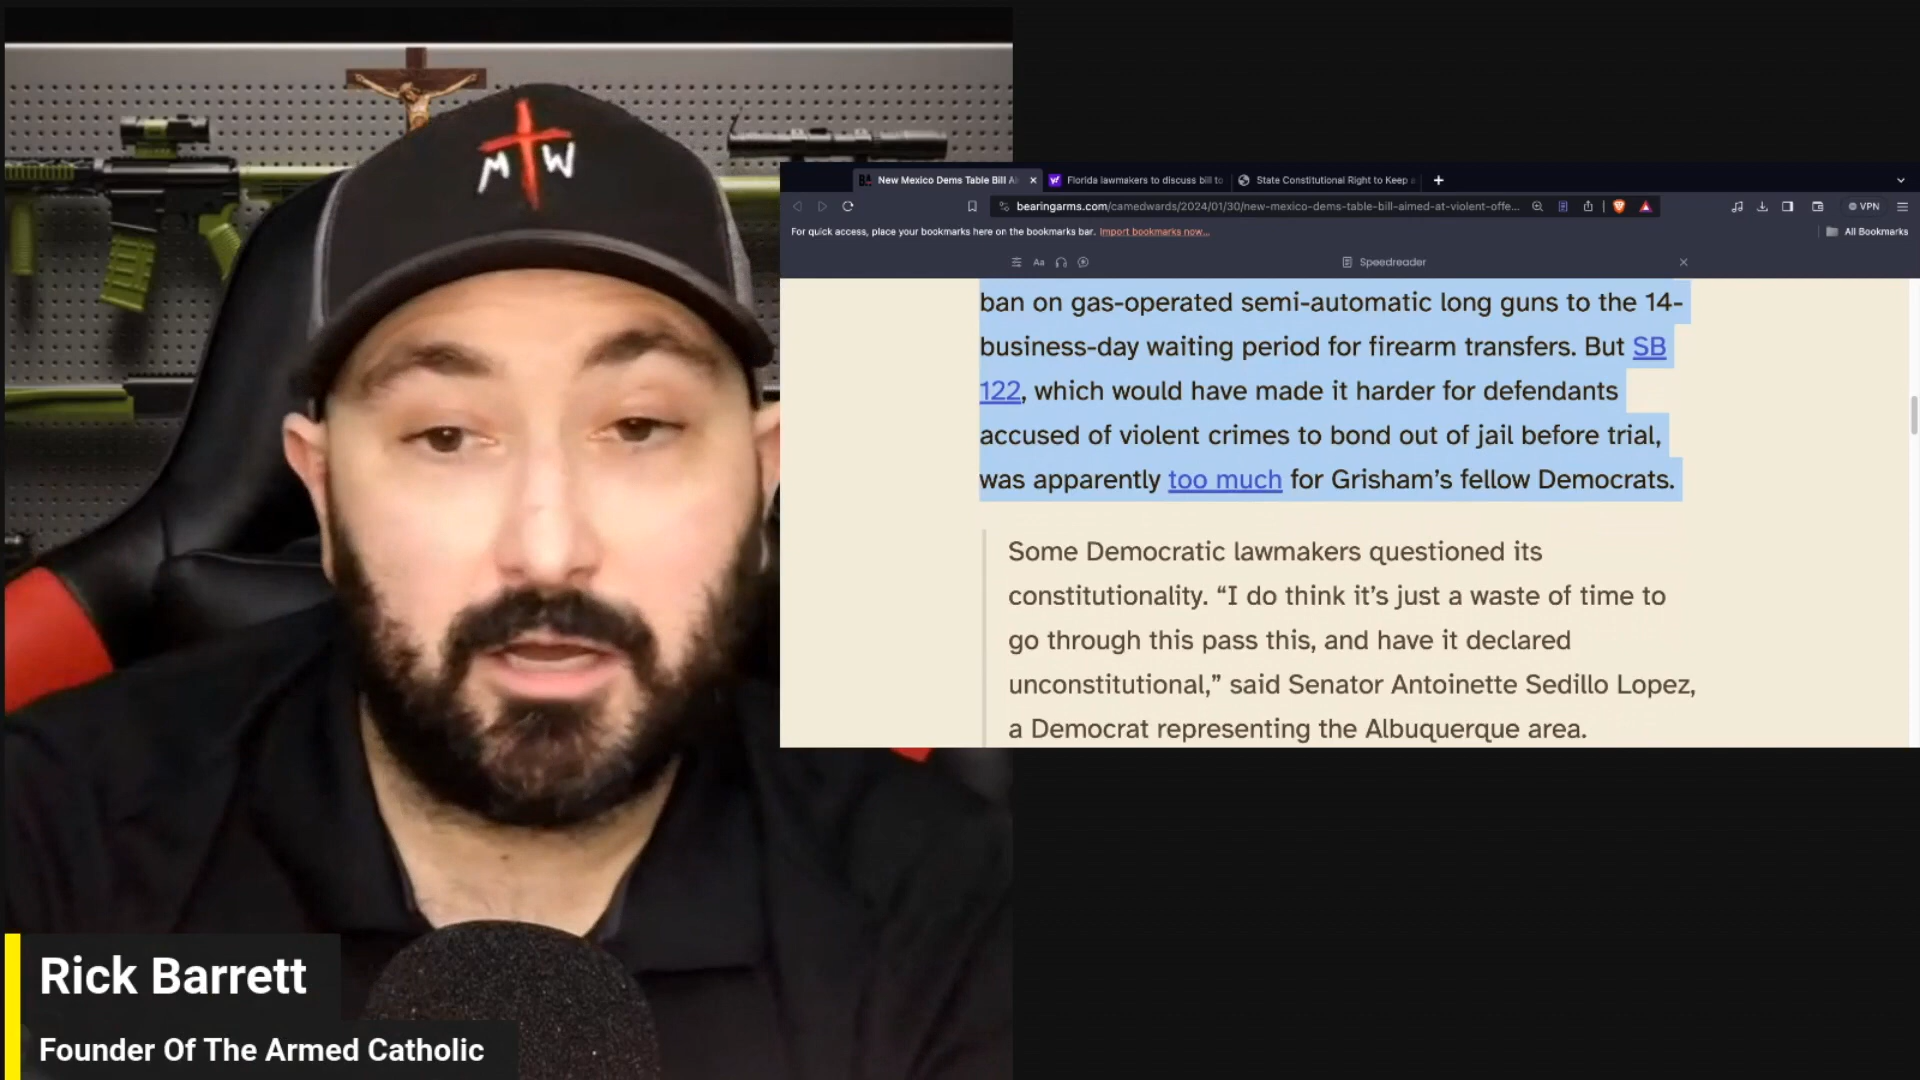 M W
New Mexico Dems Table Bill Ai
Florida lawmakers to discuss bill to
State Constitutional Right to Keep a
bearingarms.com/camedwards/2024/01/30/new-mexico-dems-table-bill-aimed-at-violent-offe...
VPN
For quick access, place your bookmarks here on the bookmarks bar. Import bookmarks now...
All Bookmarks
Aa
Speedreader
ban on gas-operated semi-automatic long guns to the 14-
business-day waiting period for firearm transfers. But SB
122, which would have made it harder for defendants
accused of violent crimes to bond out of jail before trial,
was apparently too much for Grisham’s fellow Democrats.
Some Democratic lawmakers questioned its
constitutionality. “I do think it’s just a waste of time to
go through this pass this, and have it declared
unconstitutional,” said Senator Antoinette Sedillo Lopez,
a Democrat representing the Albuquerque area.
Rick Barrett
Founder Of The Armed Catholic